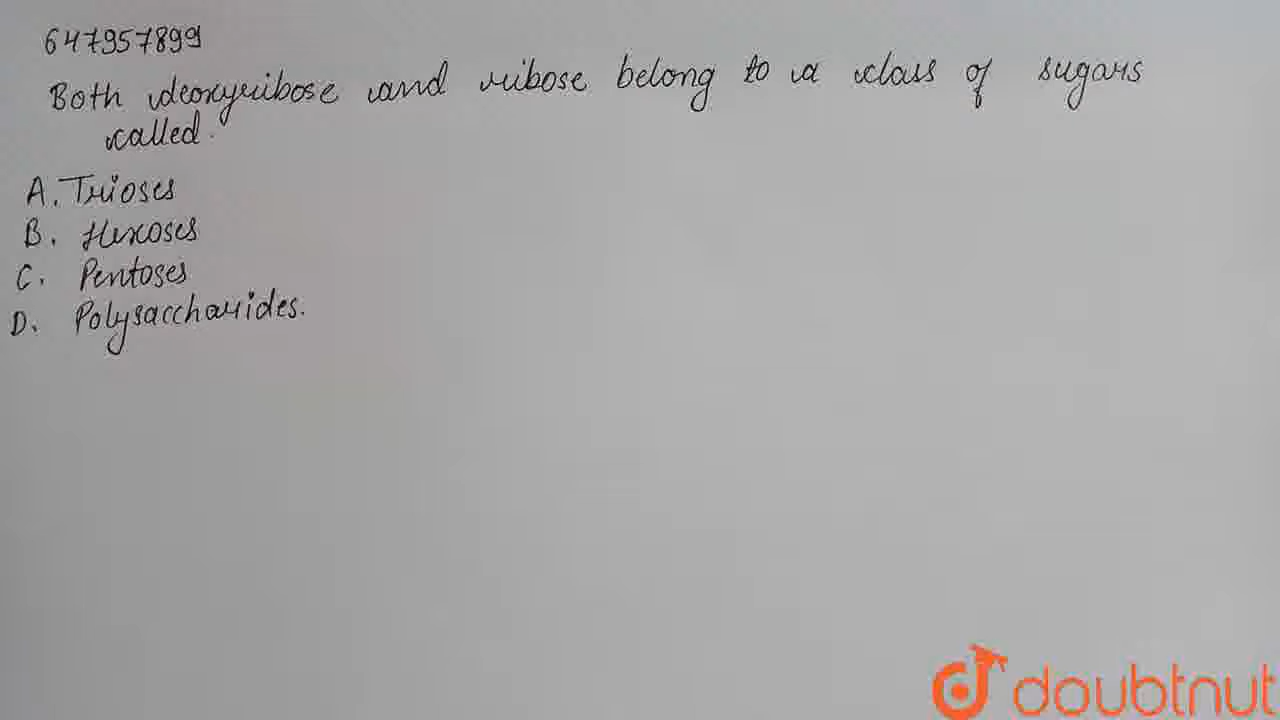 647957899
Both deoxyribose and ribose belong to a class of sugars
called.
A. Trioses
B. Hexoses
C. Pentoses
D. Polysaccharides.
doubtnut